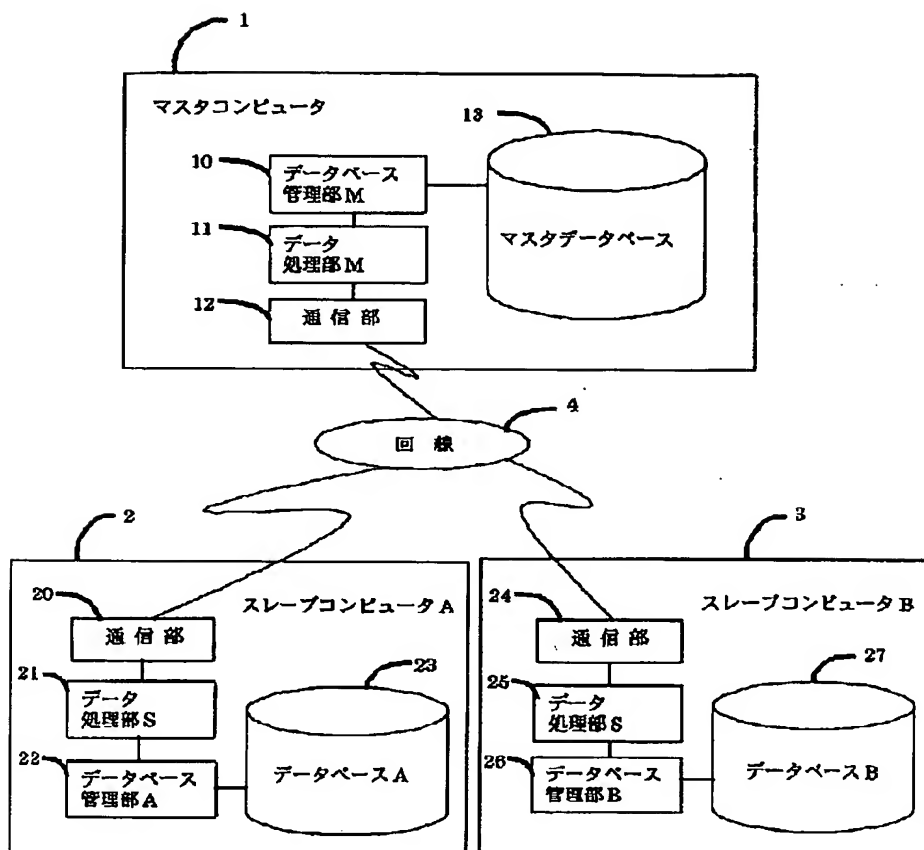 1
マスタコンピュータ
13
10
データベース
管理部M
11
データ
処理部M
マスタデータベース
12
通信部
4
回線
2
3
20
スレーブコンピュータA
24
スレーブコンピュータB
通信部
通信部
21
23
25
27
データ
処理部S
データ
処理部S
22
データベース
管理部A
データベースA
26
データベース
管理部B
データベースB